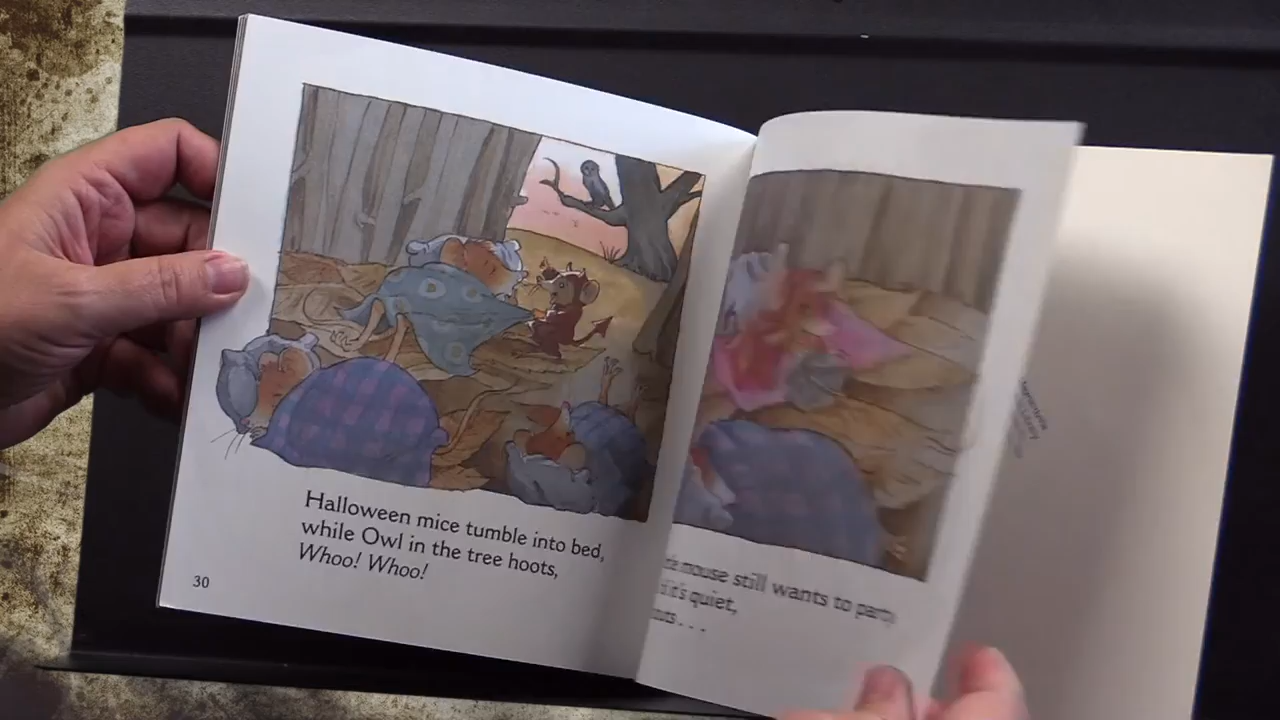 Halloween mice tumble into bed,
while Owl in the tree hoots,
Whoo! Whoo!
30
mouse still wants to party
it's quiet,